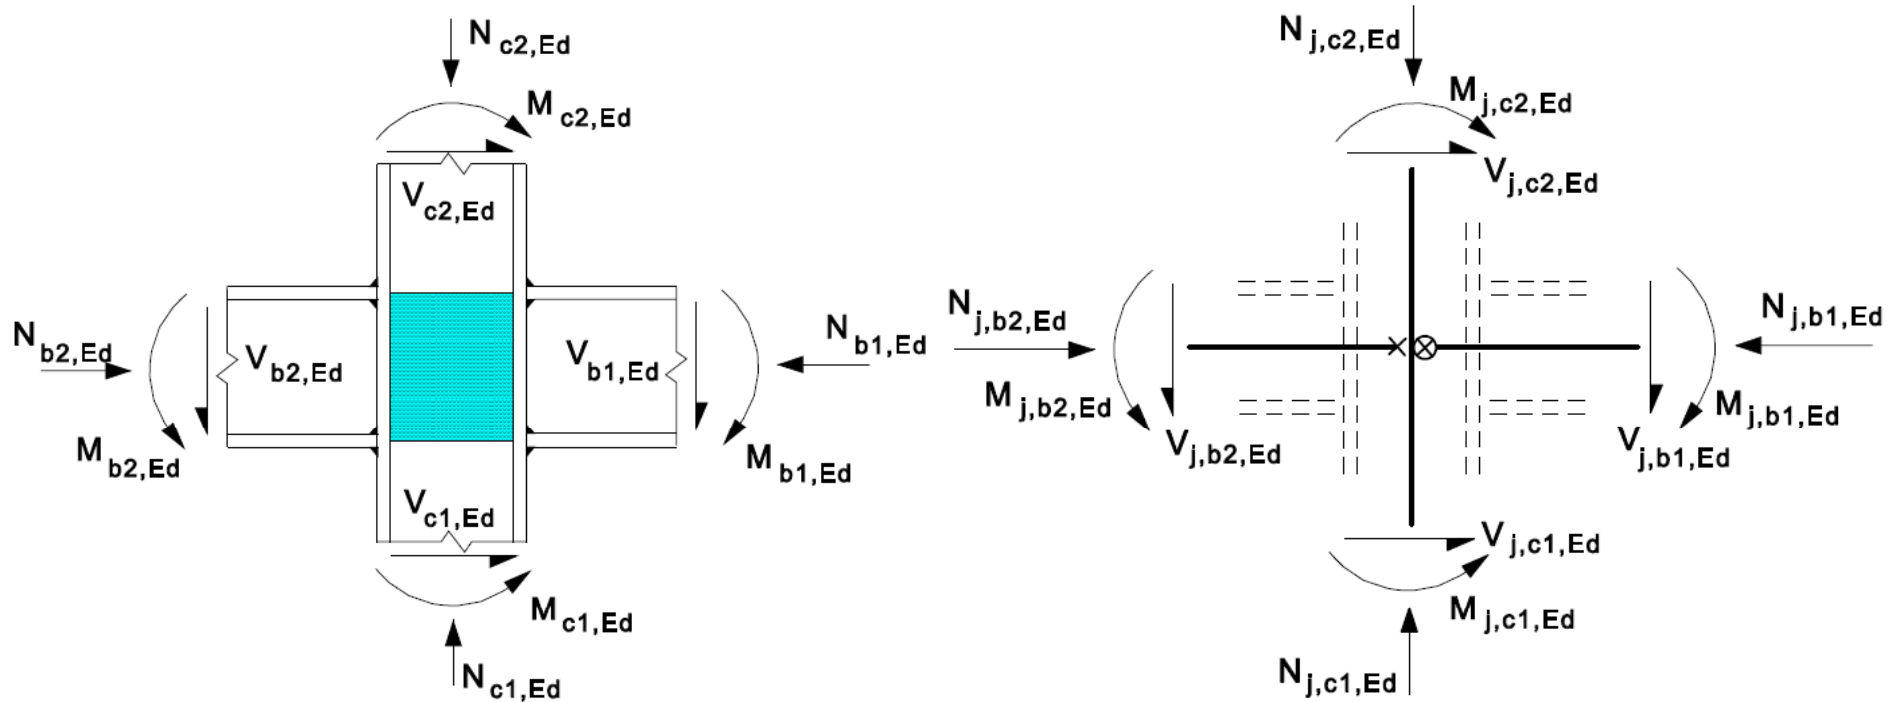 N c2,Ed
M c2,Ed
V c2,Ed
N b2,Ed
V b2,Ed
M b2,Ed
V b1,Ed
N b1,Ed
M b1,Ed
V c1,Ed
M c1,Ed
N c1,Ed
N j,c2,Ed
M j,c2,Ed
V j,c2,Ed
N j,b2,Ed
M j,b2,Ed
V j,b2,Ed
N j,b1,Ed
M j,b1,Ed
V j,b1,Ed
V j,c1,Ed
M j,c1,Ed
N j,c1,Ed